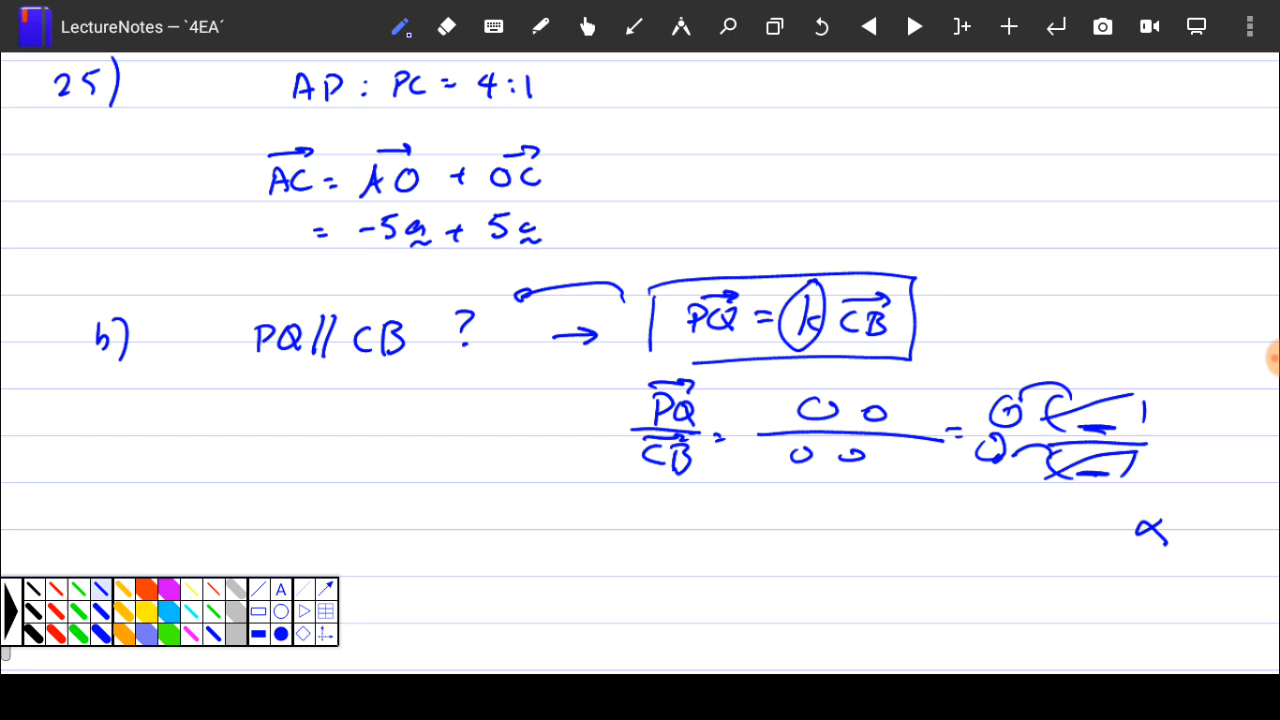 LectureNotes — `4EA´
25) AP : PC = 4 : 1
AC = AO + OC
= -5a + 5c
b) PQ // CB ? → PQ = k CB
PQ / CB = =
A